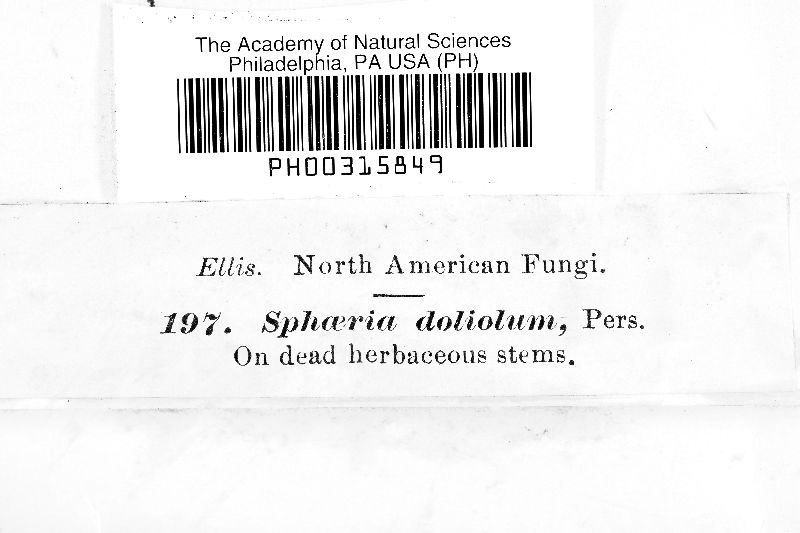 The Academy of Natural Sciences
Philadelphia, PA USA (PH)
PH00315849
Ellis. North American Fungi.
197. Sphæria doliolum, Pers.
On dead herbaceous stems.